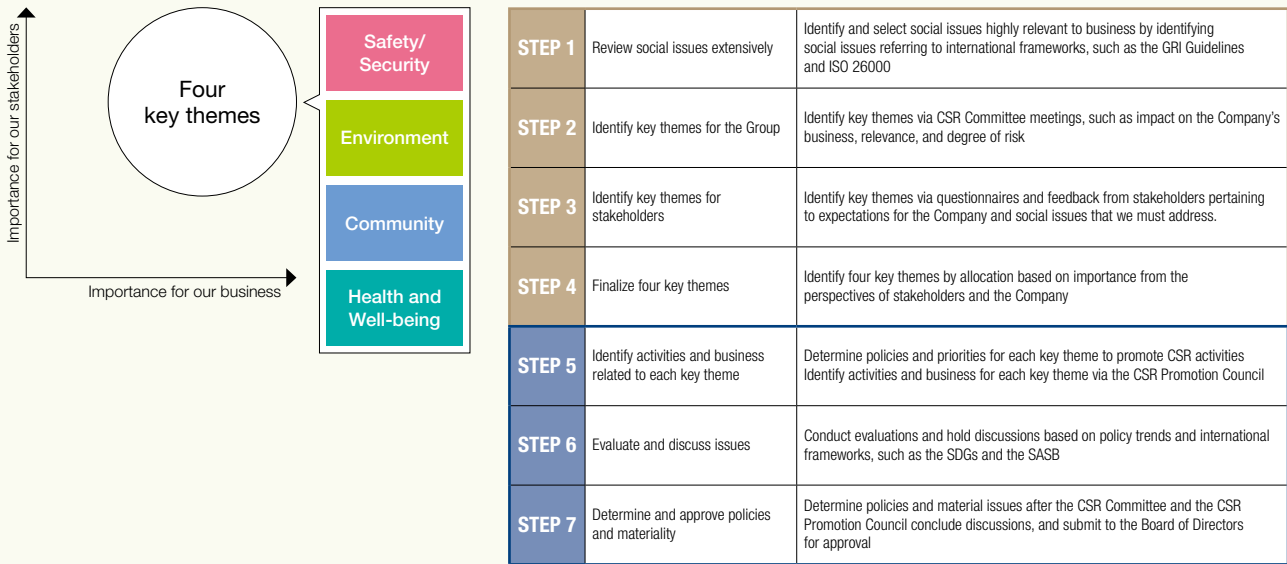 Importance for our stakeholders
Four
key themes
Importance for our business
Safety/
Security
Environment
Community
Health and
Well-being
STEP 1
Review social issues extensively
Identify and select social issues highly relevant to business by identifying
social issues referring to international frameworks, such as the GRI Guidelines
and ISO 26000
STEP 2
Identify key themes for the Group
Identify key themes via CSR Committee meetings, such as impact on the Company's
business, relevance, and degree of risk
STEP 3
Identify key themes for
stakeholders
Identify key themes via questionnaires and feedback from stakeholders pertaining
to expectations for the Company and social issues that we must address.
STEP 4
Finalize four key themes
Identify four key themes by allocation based on importance from the
perspectives of stakeholders and the Company
STEP 5
Identify activities and business
related to each key theme
Determine policies and priorities for each key theme to promote CSR activities
Identify activities and business for each key theme via the CSR Promotion Council
STEP 6
Evaluate and discuss issues
Conduct evaluations and hold discussions based on policy trends and international
frameworks, such as the SDGs and the SASB
STEP 7
Determine and approve policies
and materiality
Determine policies and material issues after the CSR Committee and the CSR
Promotion Council conclude discussions, and submit to the Board of Directors
for approval